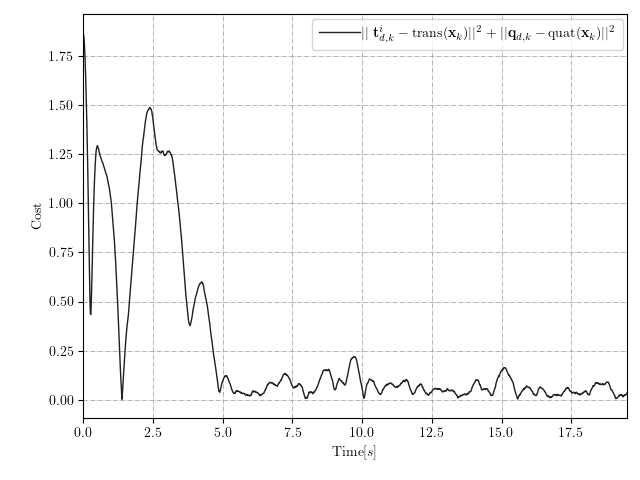 || t^i_{d,k} − trans(x_k)||^2 + ||q_{d,k} − quat(x_k)||^2
1.75
1.50
1.25
1.00
0.75
0.50
0.25
0.00
Cost
0.0 2.5 5.0 7.5 10.0 12.5 15.0 17.5
Time[s]